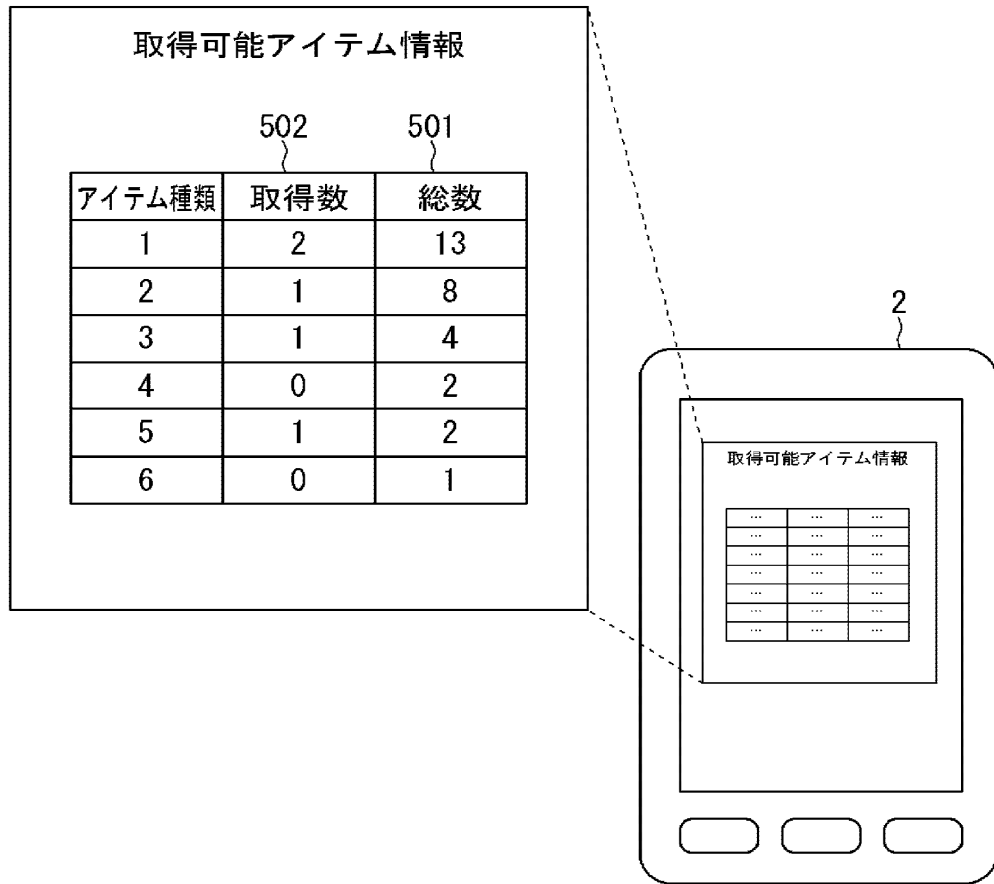 取得可能アイテム情報
502 501
アイテム種類 取得数 総数
1 2 13
2 1 8
3 1 4
4 0 2
5 1 2
6 0 1
2
取得可能アイテム情報
… … …
… … …
… … …
… … …
… … …
… … …
… … …